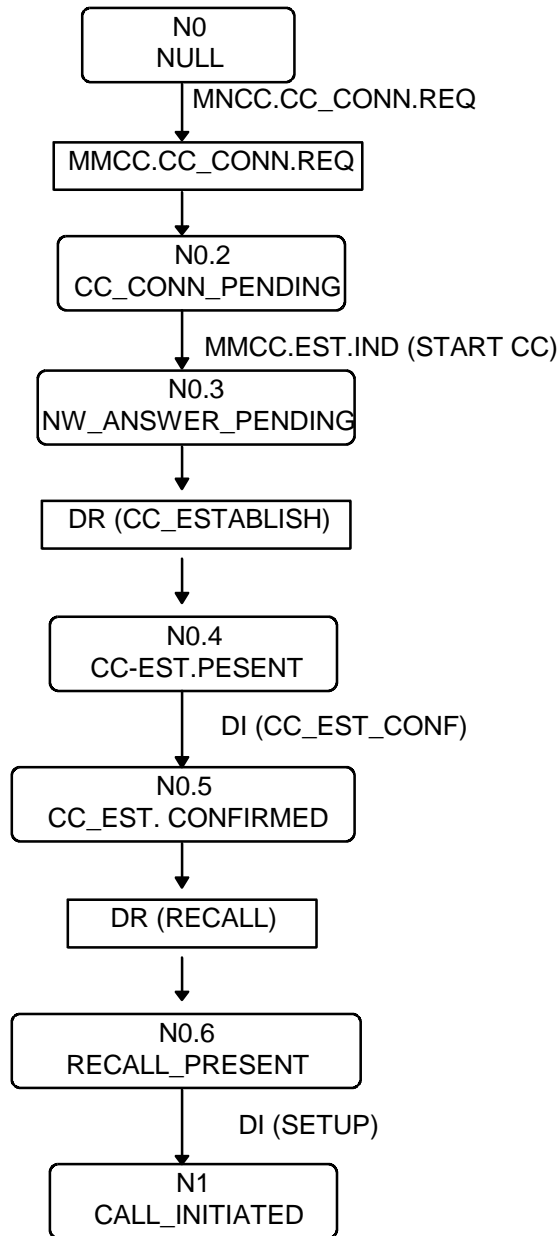 N0
NULL
MNCC.CC_CONN.REQ
MMCC.CC_CONN.REQ
N0.2
CC_CONN_PENDING
MMCC.EST.IND (START CC)
N0.3
NW_ANSWER_PENDING
DR (CC_ESTABLISH)
N0.4
CC-EST.PESENT
DI (CC_EST_CONF)
N0.5
CC_EST. CONFIRMED
DR (RECALL)
N0.6
RECALL_PRESENT
DI (SETUP)
N1
CALL_INITIATED